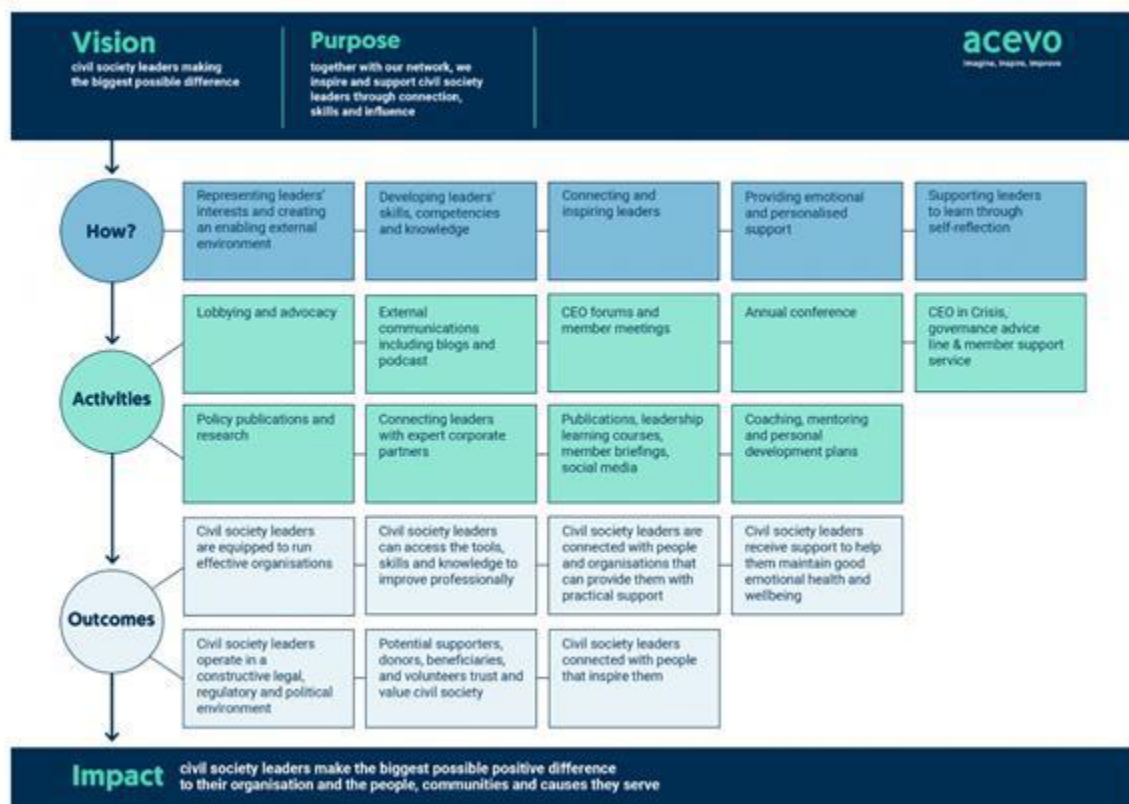 Vision
civil society leaders making
the biggest possible difference
Purpose
together with our network, we
inspire and support civil society
leaders through connection,
skills and influence
acevo
Imagine, Inspire, Improve
How?
Representing leaders'
interests and creating
an enabling external
environment
Developing leaders'
skills, competencies
and knowledge
Connecting and
inspiring leaders
Providing emotional
and personalised
support
Supporting leaders
to learn through
self-reflection
Activities
Lobbying and advocacy
External
communications
including blogs and
podcast
CEO forums and
member meetings
Annual conference
CEO in Crisis,
governance advice
line & member support
service
Policy publications and
research
Connecting leaders
with expert corporate
partners
Publications, leadership
learning courses,
member briefings,
social media
Coaching, mentoring
and personal
development plans
Outcomes
Civil society leaders
are equipped to run
effective organisations
Civil society leaders
can access the tools,
skills and knowledge to
improve professionally
Civil society leaders are
connected with people
and organisations that
can provide them with
practical support
Civil society leaders
receive support to help
them maintain good
emotional health and
wellbeing
Civil society leaders
operate in a
constructive legal,
regulatory and political
environment
Potential supporters,
donors, beneficiaries,
and volunteers trust and
value civil society
Civil society leaders
connected with people
that inspire them
Impact
civil society leaders make the biggest possible positive difference
to their organisation and the people, communities and causes they serve